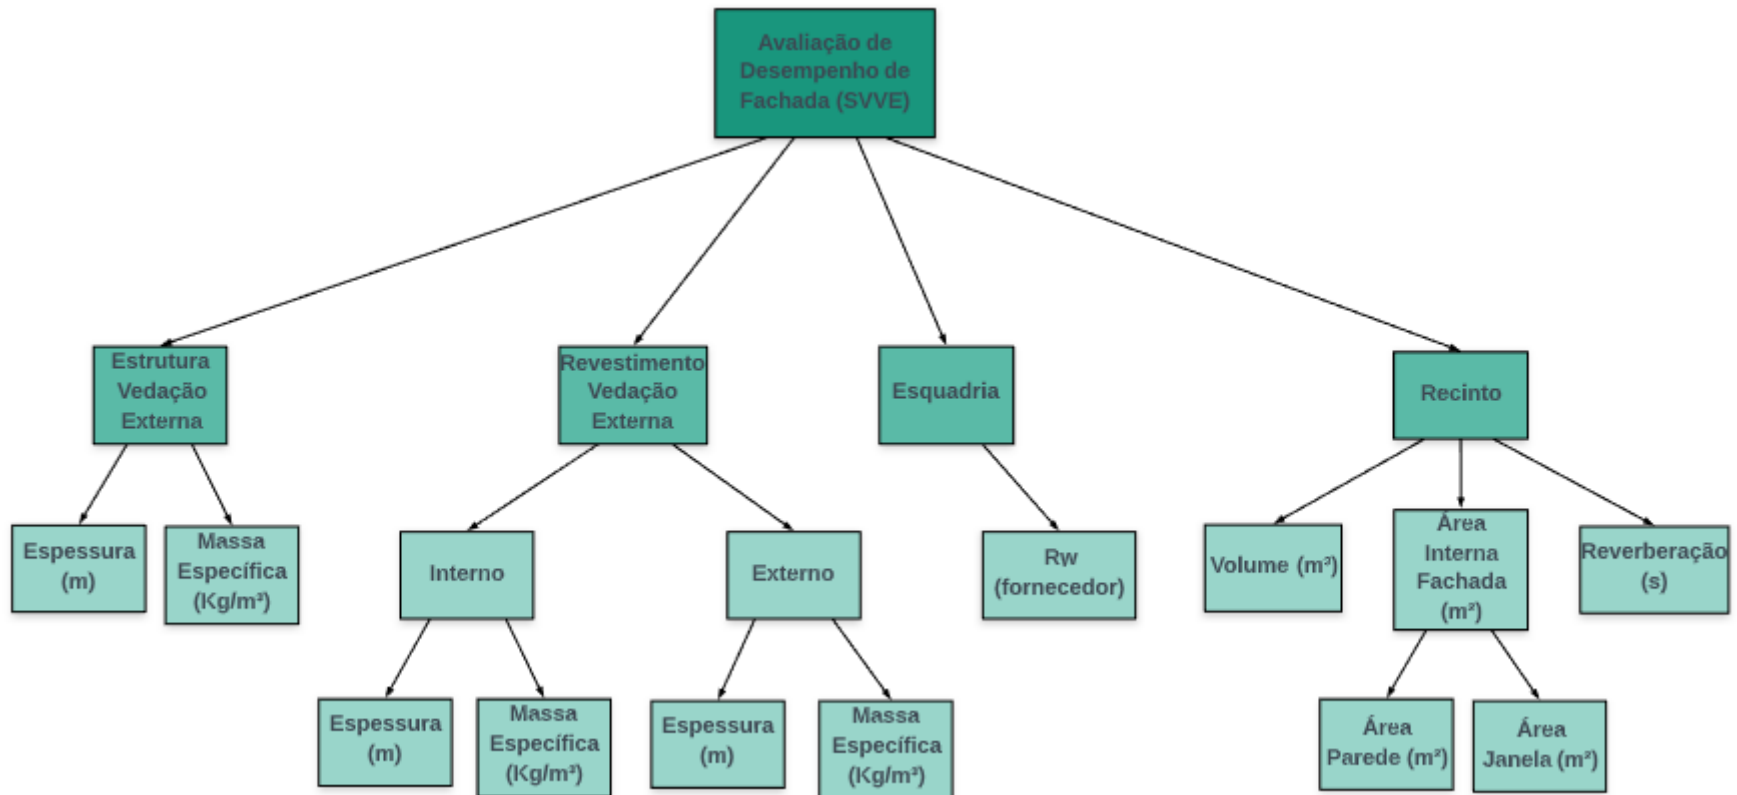 Avaliação de
Desempenho de
Fachada (SVVE)
Estrutura
Vedação
Externa
Revestimento
Vedação
Externa
Esquadria
Recinto
Espessura
(m)
Massa
Específica
(Kg/m³)
Interno
Externo
Rw
(fornecedor)
Volume (m³)
Área
Interna
Fachada
(m²)
Reverberação
(s)
Espessura
(m)
Massa
Específica
(Kg/m³)
Espessura
(m)
Massa
Específica
(Kg/m³)
Área
Parede (m²)
Área
Janela (m²)